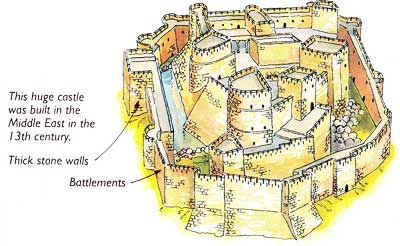 This huge castle
was built in the
Middle East in the
13th century.
Thick stone walls
Battlements